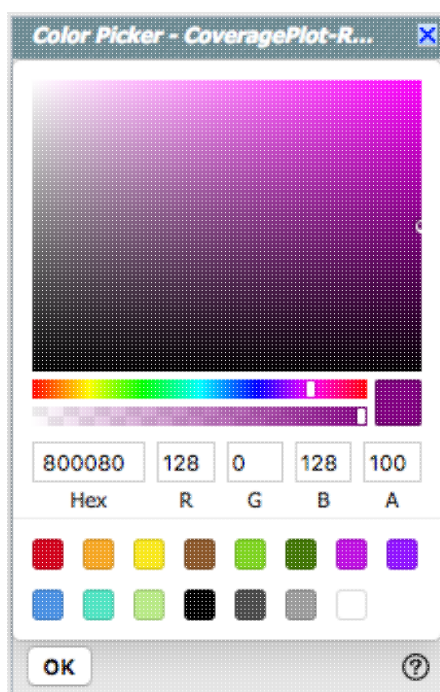 Color Picker - CoveragePlot-R...
800080 128 0 128 100
Hex R G B A
OK
?